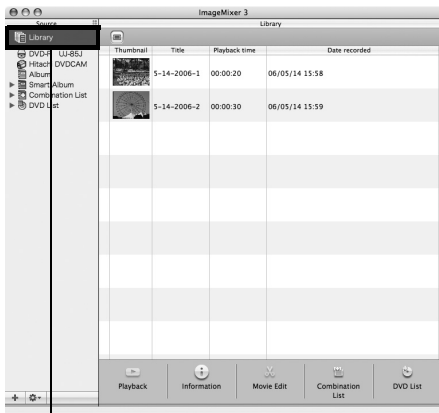 ImageMixer 3
Source
Library
Library
DVD-R UJ-85J
Hitachi DVDCAM
Album
Smart Album
Combination List
DVD List
Thumbnail Title Playback time Date recorded
5-14-2006-1 00:00:20 06/05/14 15:58
5-14-2006-2 00:00:30 06/05/14 15:59
Playback Information Movie Edit Combination List DVD List